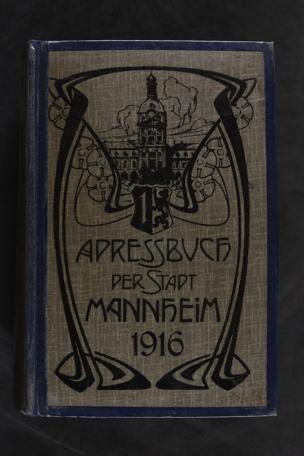 ADRESSBUCH
DER STADT
MANNHEIM
1916